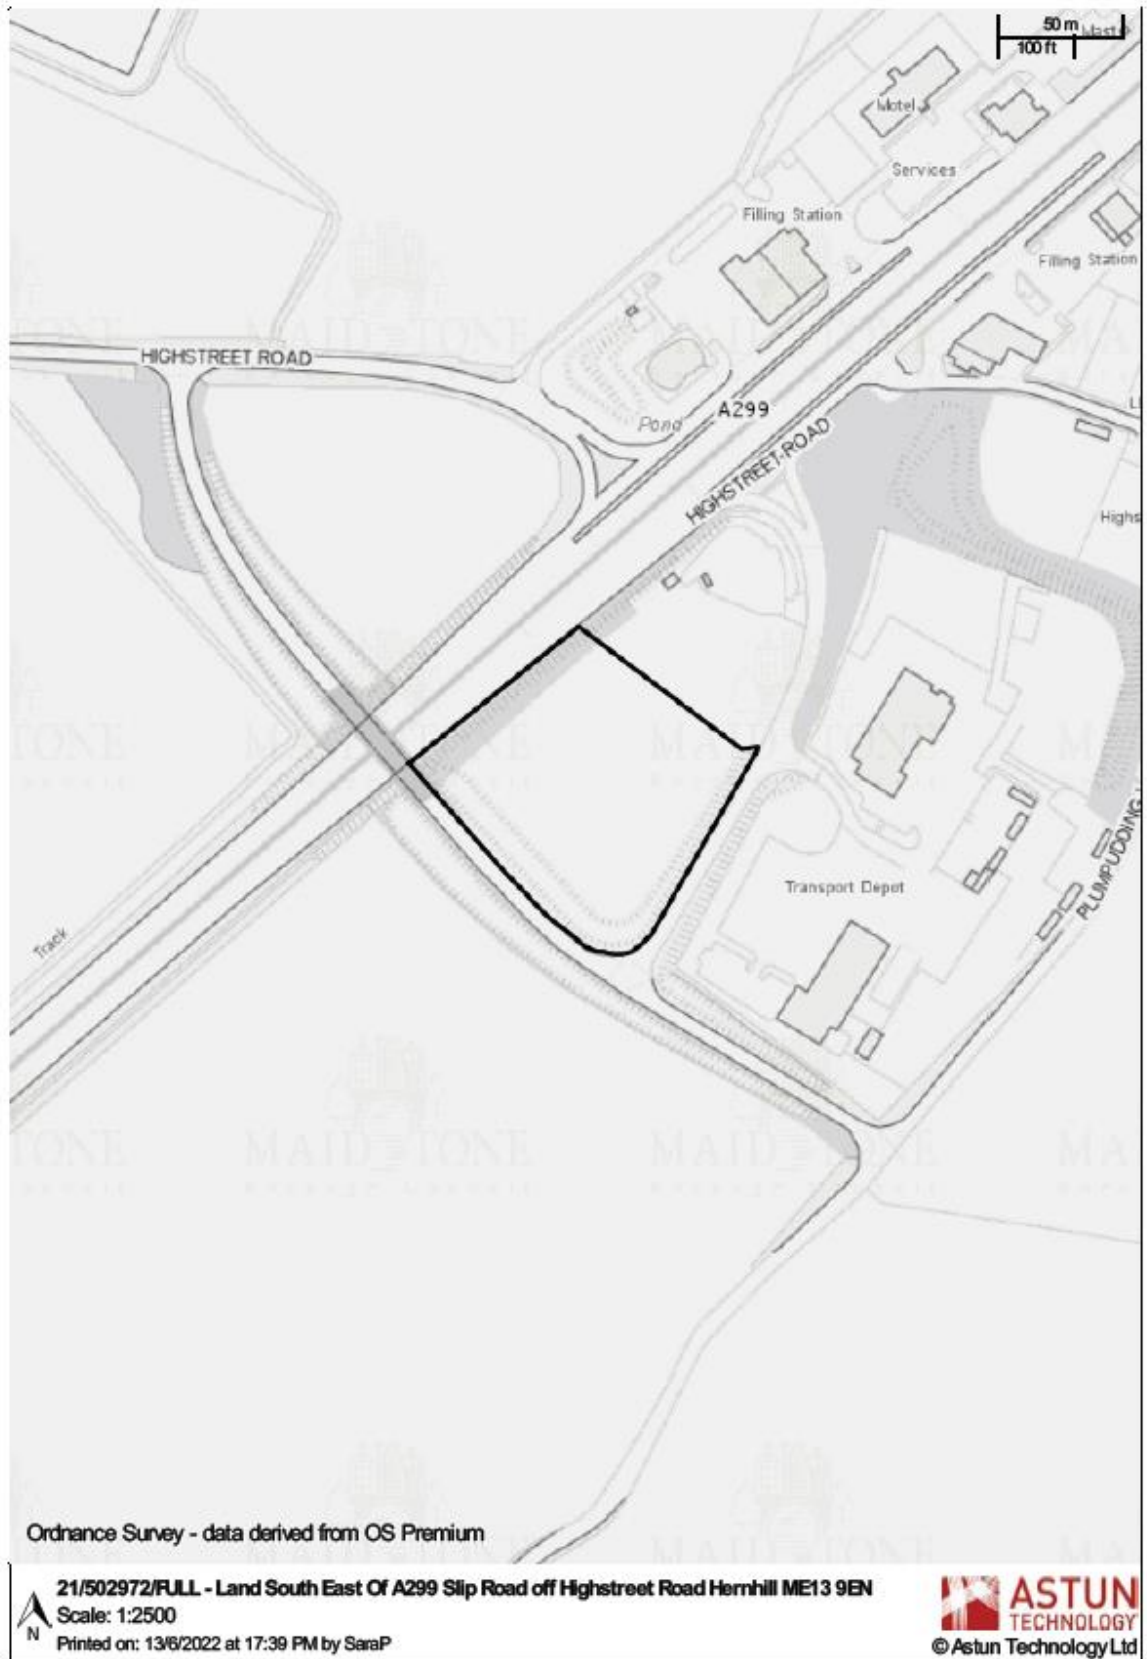 50 m
Mast
100 ft
Motel
Services
Filling Station
Filling Station
HIGHSTREET ROAD
A299
Pond
HIGHSTREET ROAD
Highs
Transport Depot
PLUMPUDDING
Track
MAIDSTONE
Ordnance Survey - data derived from OS Premium
21/502972/FULL - Land South East Of A299 Slip Road off Highstreet Road Hernhill ME13 9EN
Scale: 1:2500
N
Printed on: 13/6/2022 at 17:39 PM by SaraP
ASTUN
TECHNOLOGY
© Astun Technology Ltd